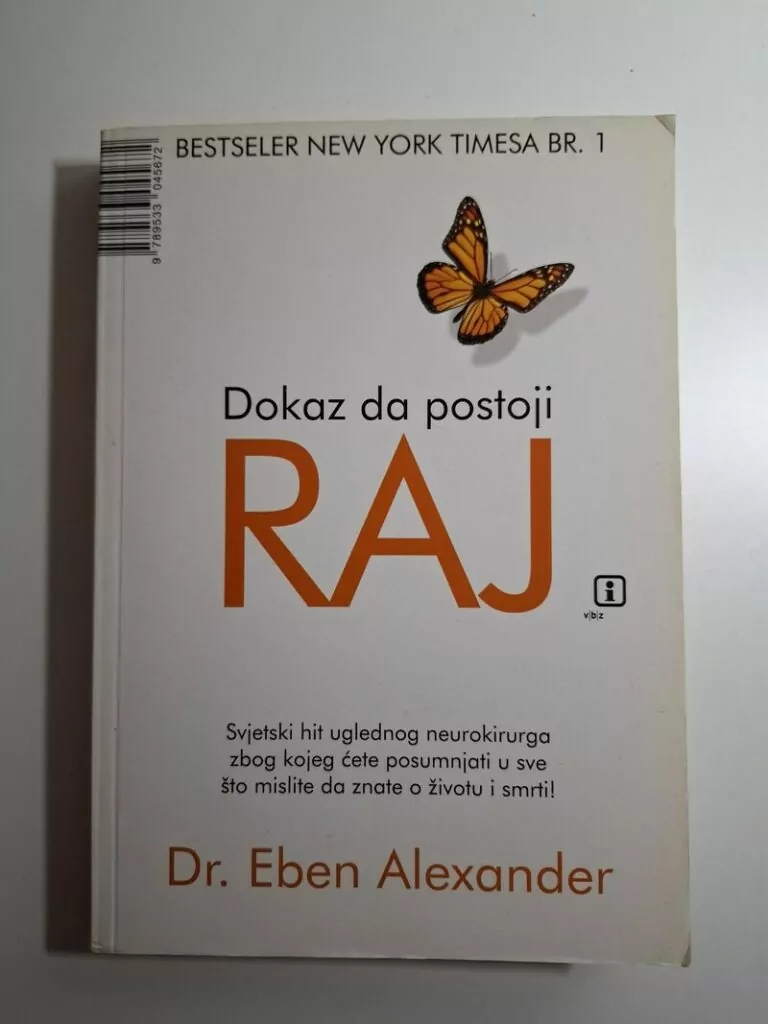 BESTSELER NEW YORK TIMESA BR. 1
9 789533 045672
Dokaz da postoji
RAJ
i
v|b|z
Svjetski hit uglednog neurokirurga
zbog kojeg ćete posumnjati u sve
što mislite da znate o životu i smrti!
Dr. Eben Alexander